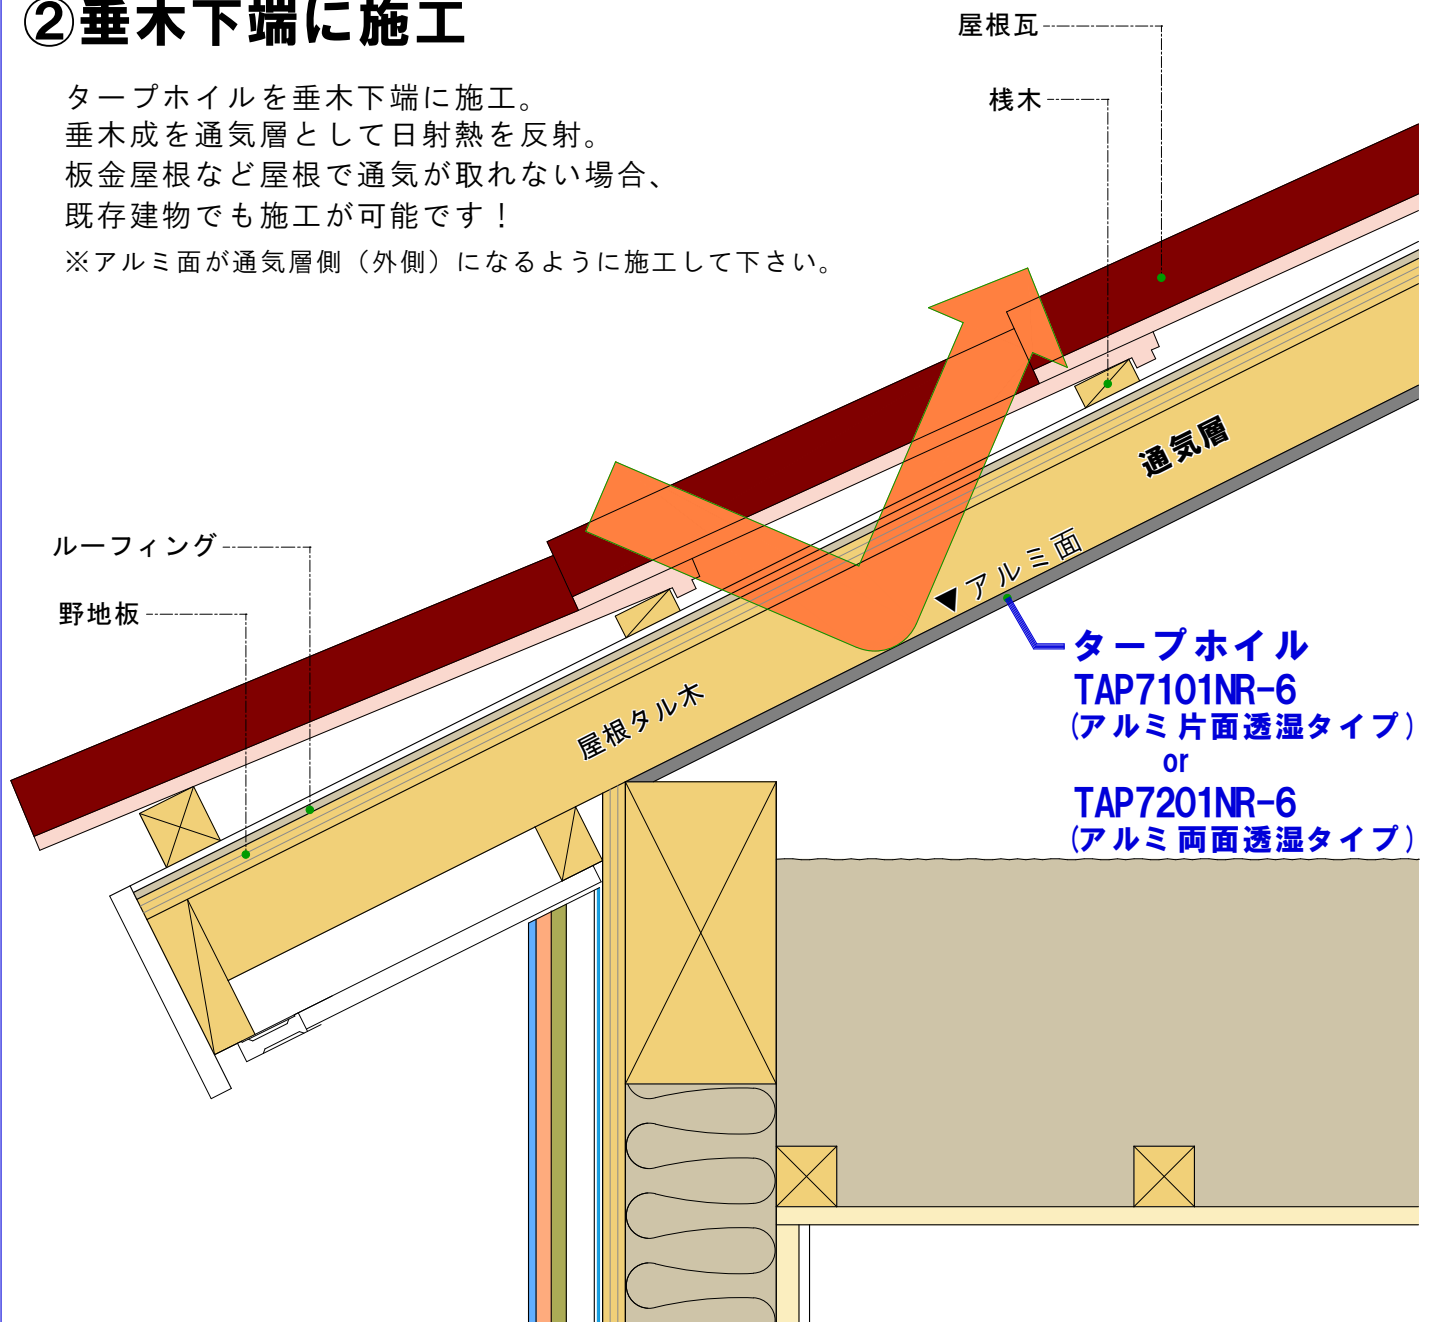 ②垂木下端に施工
タープホイルを垂木下端に施工。
垂木成を通気層として日射熱を反射。
板金屋根など屋根で通気が取れない場合、
既存建物でも施工が可能です！
※アルミ面が通気層側（外側）になるように施工して下さい。
屋根瓦
桟木
通気層
▼アルミ面
ルーフィング
野地板
屋根タル木
タープホイル
TAP7101NR-6
(アルミ片面透湿タイプ)
or
TAP7201NR-6
(アルミ両面透湿タイプ)